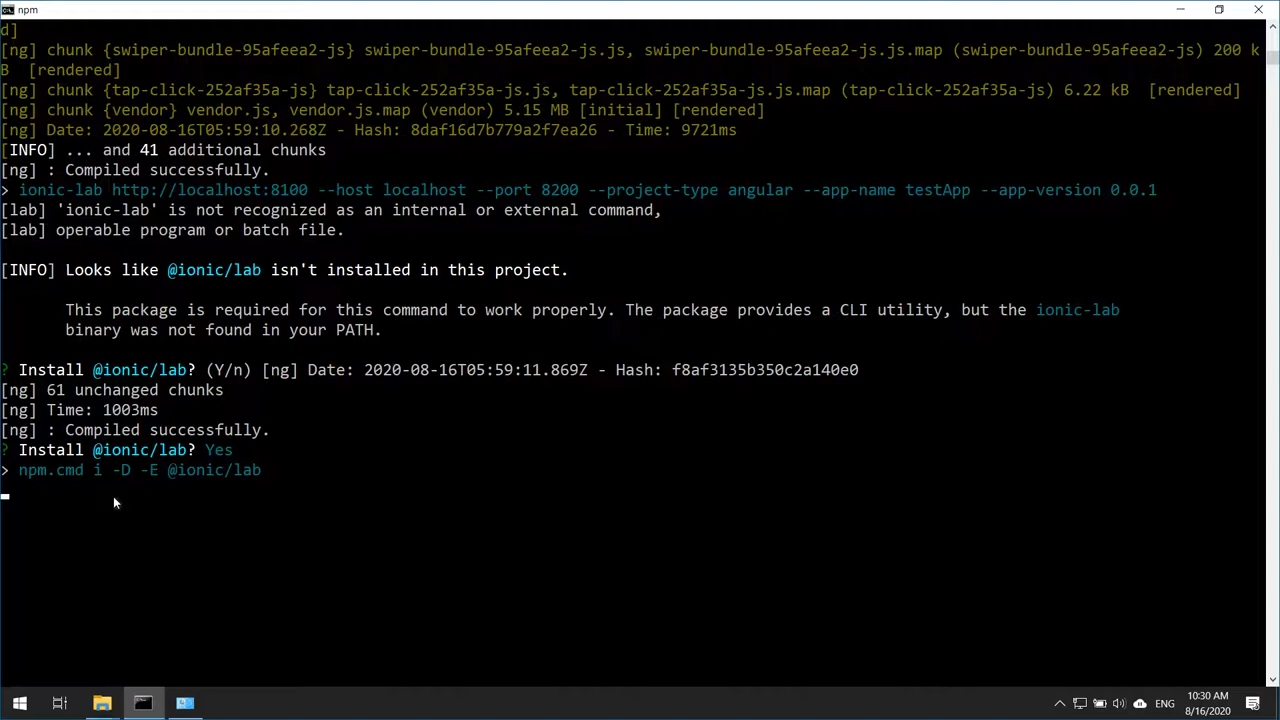 npm
d]
[ng] chunk {swiper-bundle-95afeea2-js} swiper-bundle-95afeea2-js.js, swiper-bundle-95afeea2-js.js.map (swiper-bundle-95afeea2-js) 200 k
B  [rendered]
[ng] chunk {tap-click-252af35a-js} tap-click-252af35a-js.js, tap-click-252af35a-js.js.map (tap-click-252af35a-js) 6.22 kB  [rendered]
[ng] chunk {vendor} vendor.js, vendor.js.map (vendor) 5.15 MB [initial] [rendered]
[ng] Date: 2020-08-16T05:59:10.268Z - Hash: 8daf16d7b779a2f7ea26 - Time: 9721ms
[INFO] ... and 41 additional chunks
[ng] : Compiled successfully.
> ionic-lab http://localhost:8100 --host localhost --port 8200 --project-type angular --app-name testApp --app-version 0.0.1
[lab] 'ionic-lab' is not recognized as an internal or external command,
[lab] operable program or batch file.
[INFO] Looks like @ionic/lab isn't installed in this project.
This package is required for this command to work properly. The package provides a CLI utility, but the ionic-lab
binary was not found in your PATH.
? Install @ionic/lab? (Y/n) [ng] Date: 2020-08-16T05:59:11.869Z - Hash: f8af3135b350c2a140e0
[ng] 61 unchanged chunks
[ng] Time: 1003ms
[ng] : Compiled successfully.
? Install @ionic/lab? Yes
> npm.cmd i -D -E @ionic/lab
ENG
10:30 AM
8/16/2020